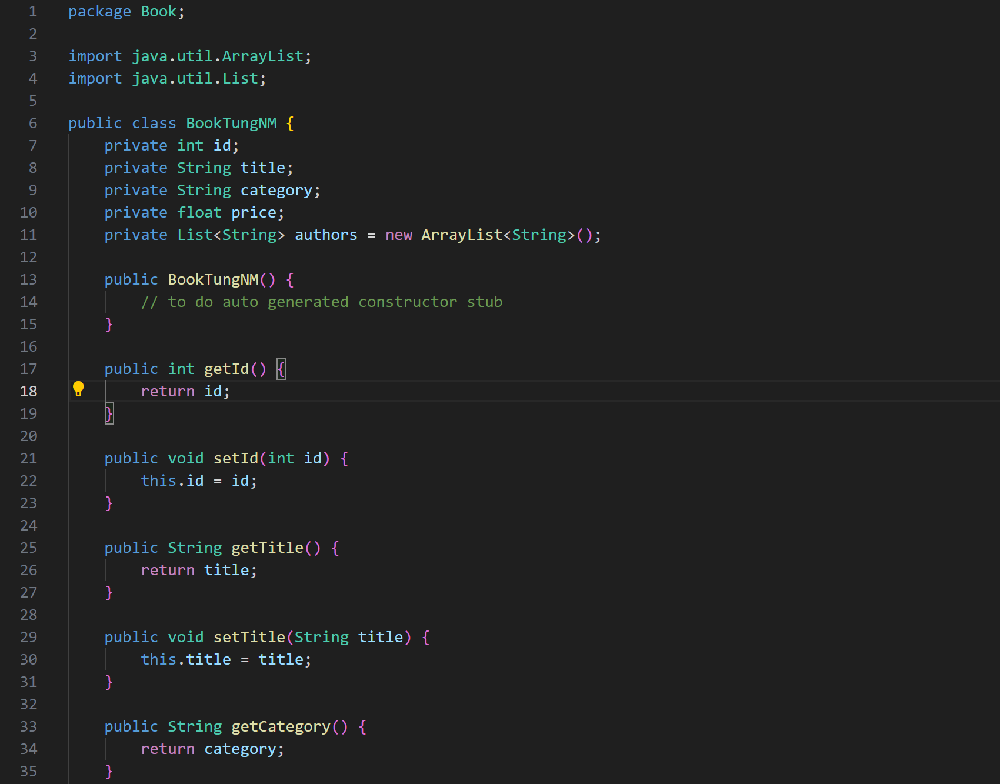 1 package Book;
2
3 import java.util.ArrayList;
4 import java.util.List;
5
6 public class BookTungNM {
7     private int id;
8     private String title;
9     private String category;
10     private float price;
11     private List<String> authors = new ArrayList<String>();
12
13     public BookTungNM() {
14         // to do auto generated constructor stub
15     }
16
17     public int getId() {
18         return id;
19     }
20
21     public void setId(int id) {
22         this.id = id;
23     }
24
25     public String getTitle() {
26         return title;
27     }
28
29     public void setTitle(String title) {
30         this.title = title;
31     }
32
33     public String getCategory() {
34         return category;
35     }